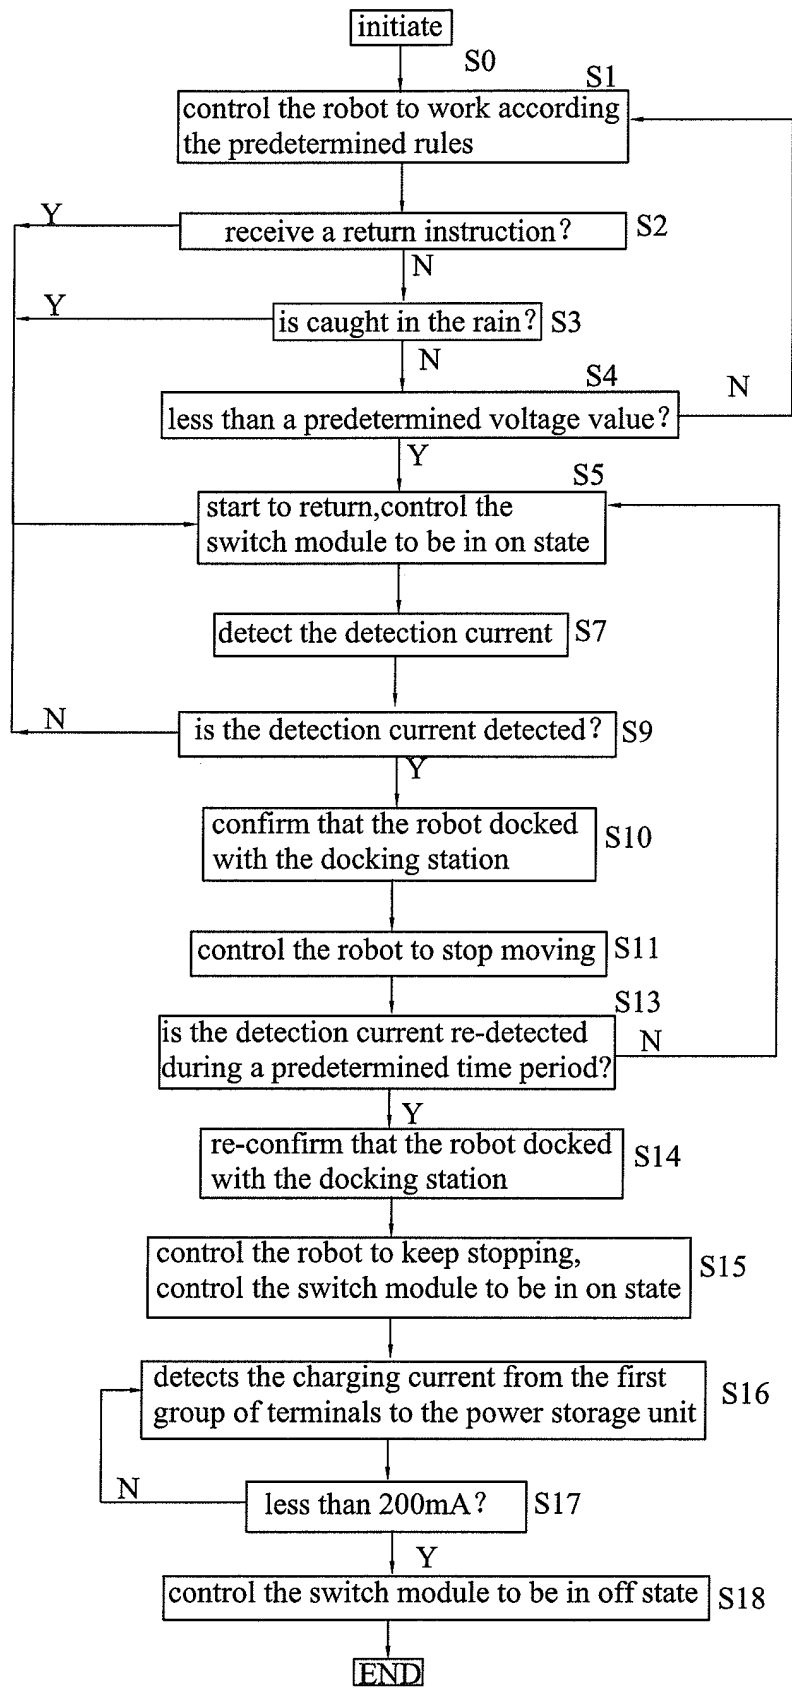 initiate
S0
S1
control the robot to work according
the predetermined rules
Y
receive a return instruction?
S2
N
Y
is caught in the rain?
S3
N
S4
N
less than a predetermined voltage value?
Y
S5
start to return,control the
switch module to be in on state
detect the detection current
S7
N
is the detection current detected?
S9
Y
confirm that the robot docked
with the docking station
S10
control the robot to stop moving
S11
S13
is the detection current re-detected
during a predetermined time period?
N
Y
re-confirm that the robot docked
with the docking station
S14
control the robot to keep stopping,
control the switch module to be in on state
S15
detects the charging current from the first
group of terminals to the power storage unit
S16
N
less than 200mA?
S17
Y
control the switch module to be in off state
S18
END